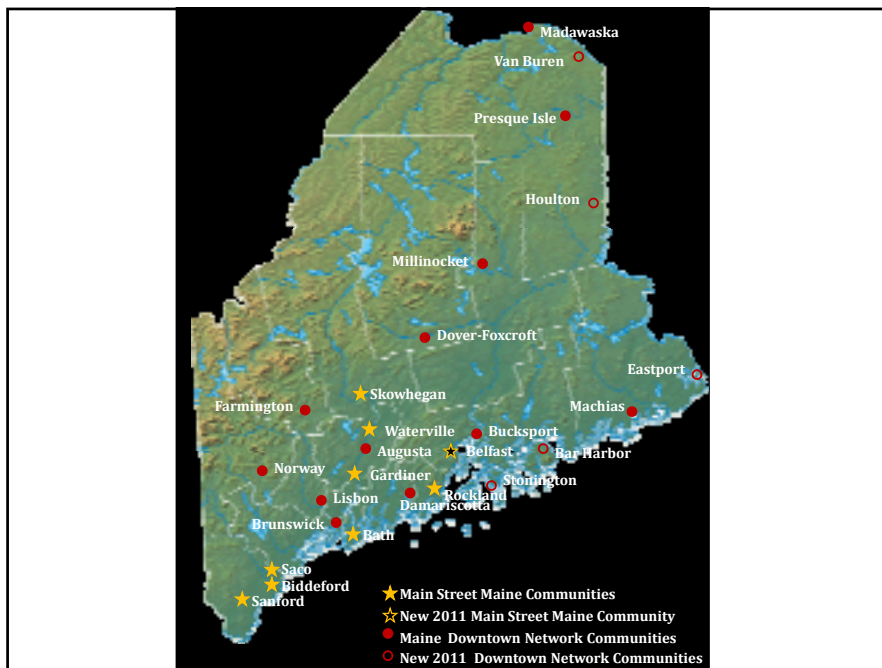 Madawaska
Van Buren
Presque Isle
Houlton
Millinocket
Dover-Foxcroft
Eastport
Skowhegan
Farmington
Machias
Waterville
Bucksport
Augusta
Belfast
Bar Harbor
Norway
Gardiner
Stonington
Rockland
Lisbon
Damariscotta
Brunswick
Bath
Saco
Biddeford
Sanford
Main Street Maine Communities
New 2011 Main Street Maine Community
Maine Downtown Network Communities
New 2011 Downtown Network Communities